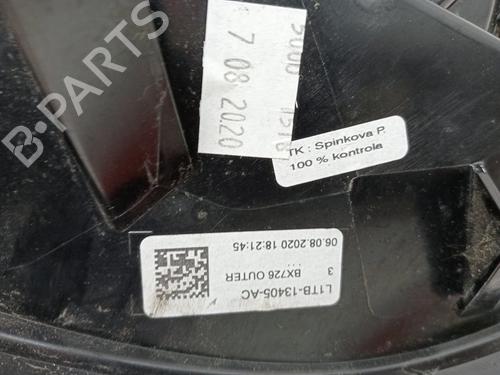 7 08 2020
TK : Spinkova P.
100 % kontrola
L1TB-13405-AC
BX726 OUTER
3
06.08.2020 18:21:45